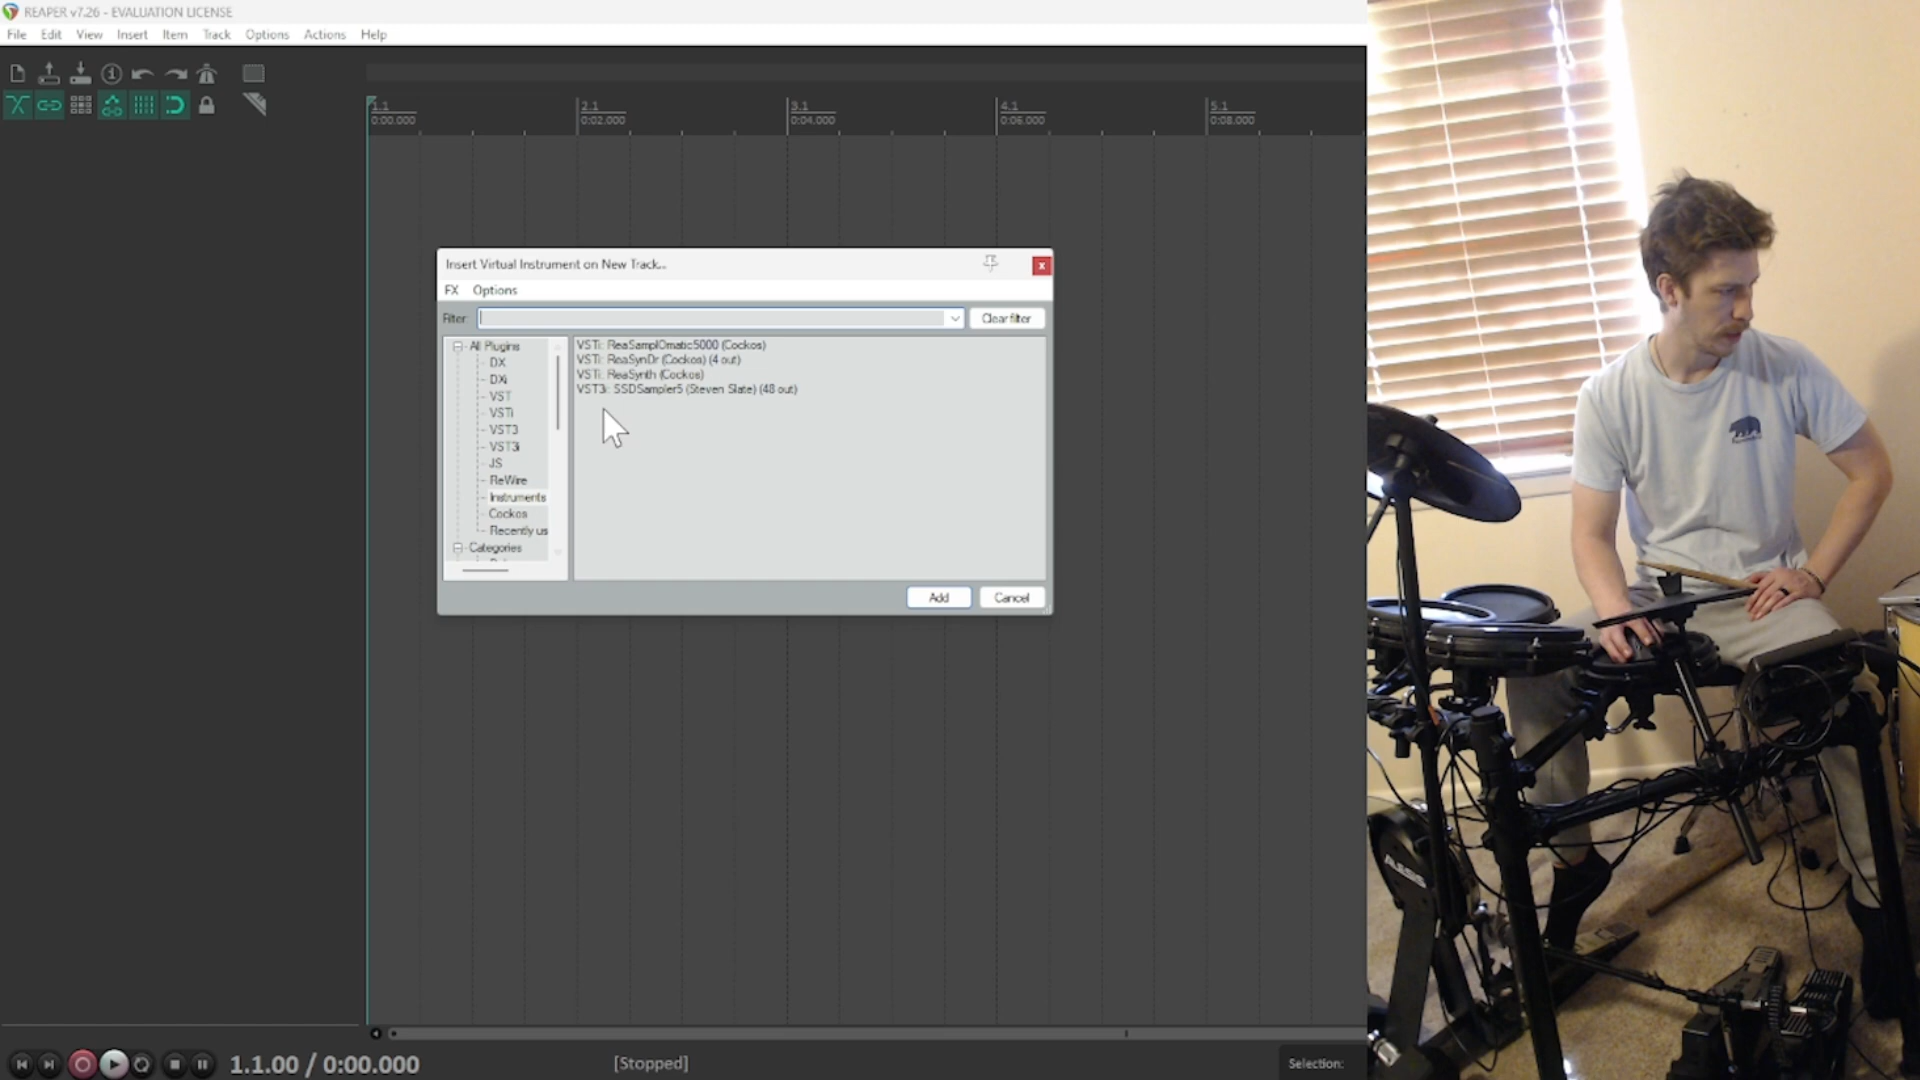 REAPER v7.26 - EVALUATION LICENSE
File Edit View Insert Item Track Options Actions Help
1.1 2.1 3.1 4.1 5.1
0:00.000 0:02.000 0:04.000 0:06.000 0:08.000
Insert Virtual Instrument on New Track...
FX Options
Filter: Clear filter
All Plugins
DX
DXi
VST
VSTi
VST3
VST3i
JS
ReWire
Instruments
Cockos
Recently us
Categories
VSTi: ReaSamplOmatic5000 (Cockos)
VSTi: ReaSynDr (Cockos) (4 out)
VSTi: ReaSynth (Cockos)
VST3i: SSDSampler5 (Steven Slate) (48 out)
Add Cancel
1.1.00 / 0:00.000
[Stopped]
Selection: